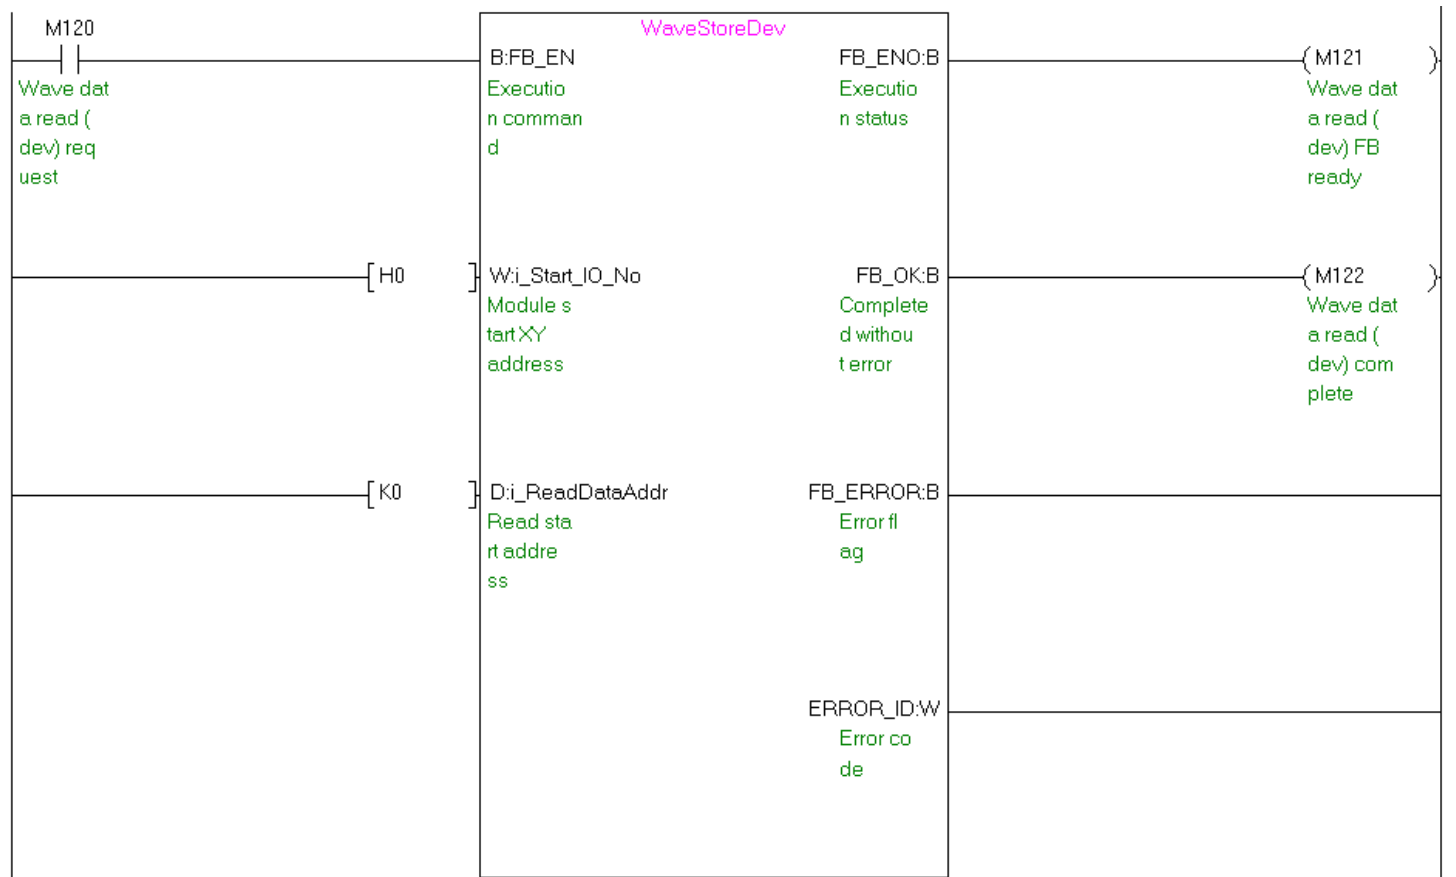 M120
WaveStoreDev
B:FB_EN
FB_ENO:B
M121
Wave dat
a read (
dev) req
uest
Executio
n comman
d
Executio
n status
Wave dat
a read (
dev) FB
ready
H0
W:i_Start_IO_No
FB_OK:B
M122
Module s
tart XY
address
Complete
d withou
t error
Wave dat
a read (
dev) com
plete
K0
D:i_ReadDataAddr
FB_ERROR:B
Read sta
rt addre
ss
Error fl
ag
ERROR_ID:W
Error co
de